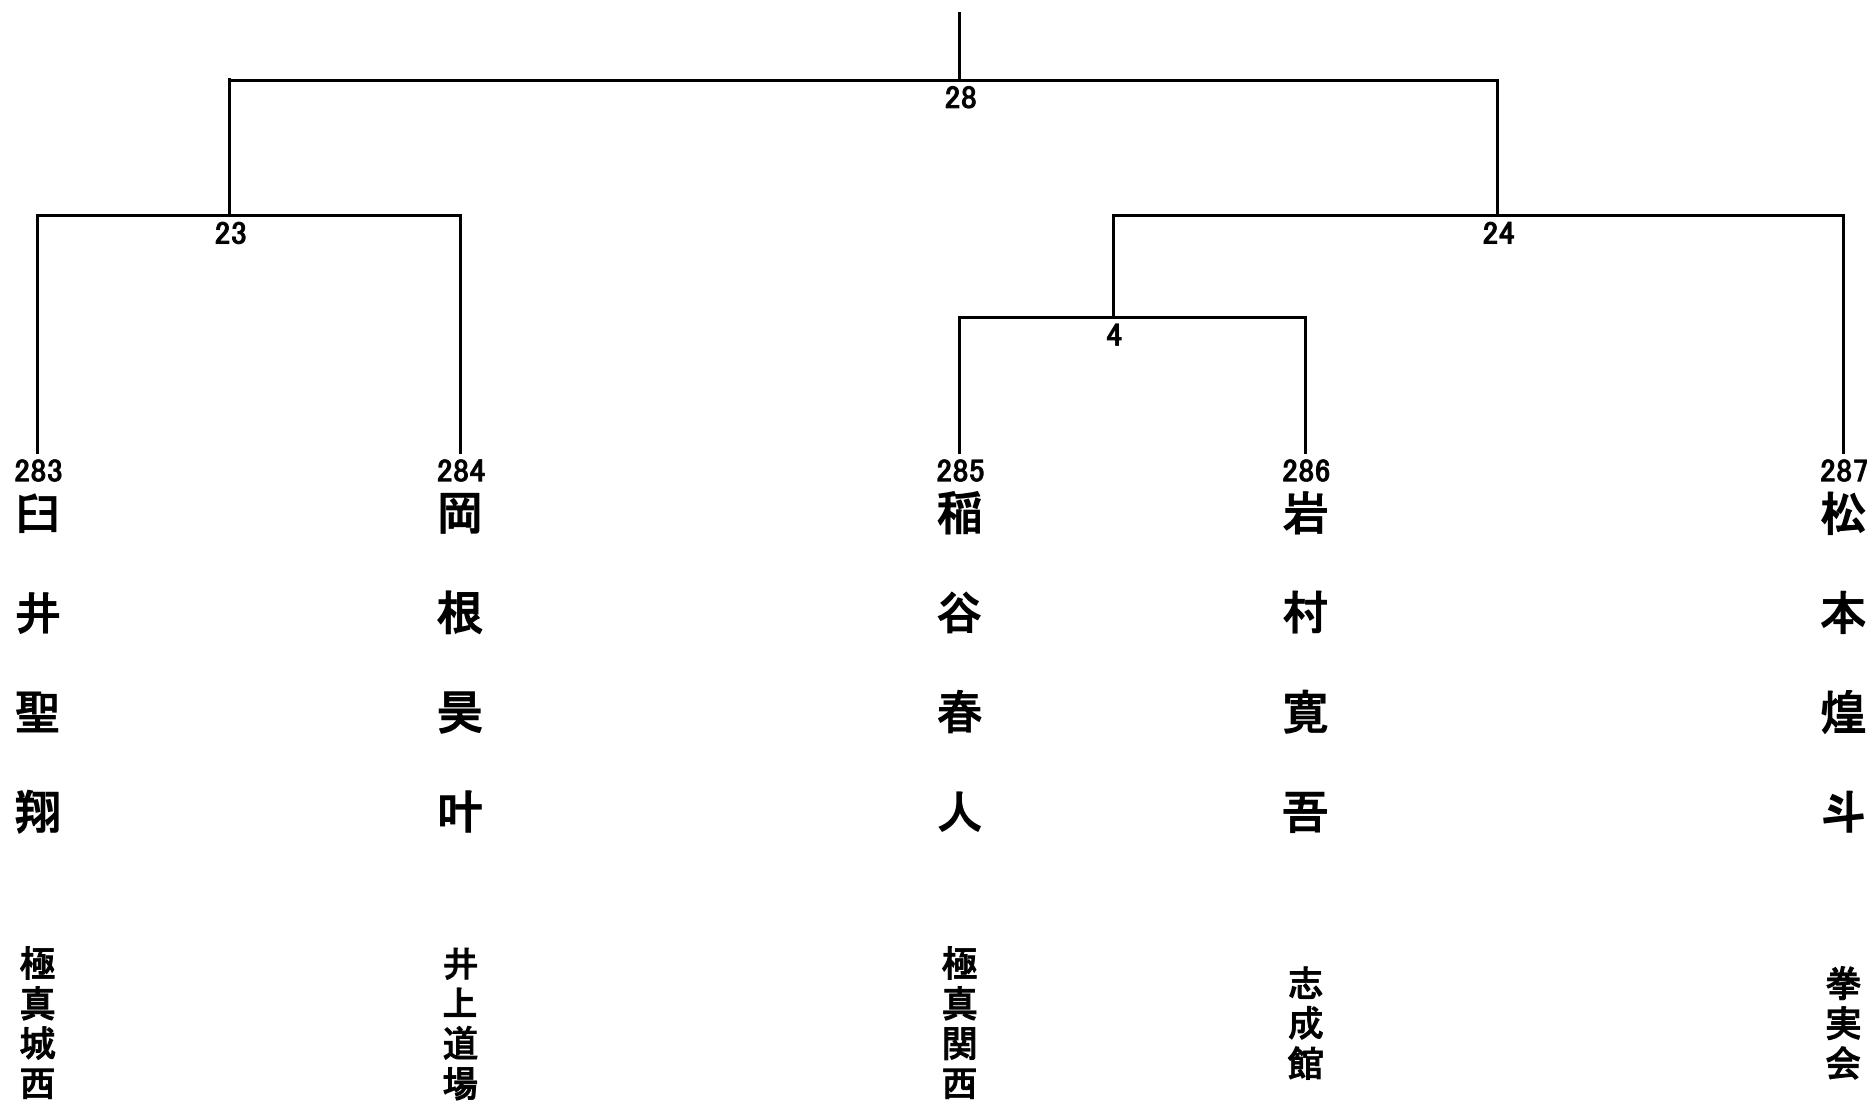 28
23
24
4
283
臼井聖翔
極真城西
284
岡根昊叶
井上道場
285
稲谷春人
極真関西
286
岩村寛吾
志成館
287
松本煌斗
拳実会